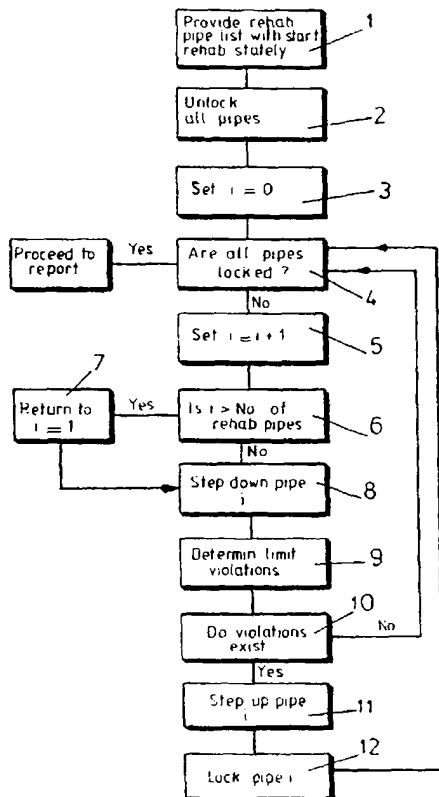 Provide rehab
pipe list with start
rehab stately
1
Unlock
all pipes
2
Set i = 0
3
Proceed to
report
Yes
Are all pipes
locked ?
4
No
Set i = i + 1
5
7
Return to
i = 1
Yes
Is i > No of
rehab pipes
6
No
Step down pipe
i
8
Determin limit
violations
9
10
Do violations
exist
No
Yes
Step up pipe
i
11
12
Lock pipe i